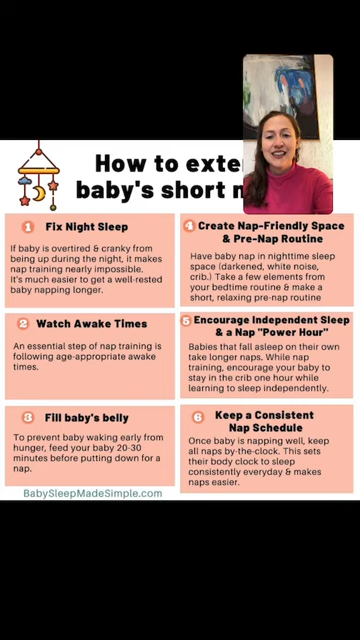 How to exte
baby's short n
1 Fix Night Sleep
If baby is overtired & cranky from
being up during the night, it makes
nap training nearly impossible.
It's much easier to get a well-rested
baby napping longer.
2 Watch Awake Times
An essential step of nap training is
following age-appropriate awake
times.
3 Fill baby's belly
To prevent baby waking early from
hunger, feed your baby 20-30
minutes before putting down for a
nap.
4 Create Nap-Friendly Space
& Pre-Nap Routine
Have baby nap in nighttime sleep
space (darkened, white noise,
crib.) Take a few elements from
your bedtime routine & make a
short, relaxing pre-nap routine
5 Encourage Independent Sleep
& a Nap "Power Hour"
Babies that fall asleep on their own
take longer naps. While nap
training, encourage your baby to
stay in the crib one hour while
learning to sleep independently.
6 Keep a Consistent
Nap Schedule
Once baby is napping well, keep
all naps by-the-clock. This sets
their body clock to sleep
consistently everyday & makes
naps easier.
BabySleepMadeSimple.com